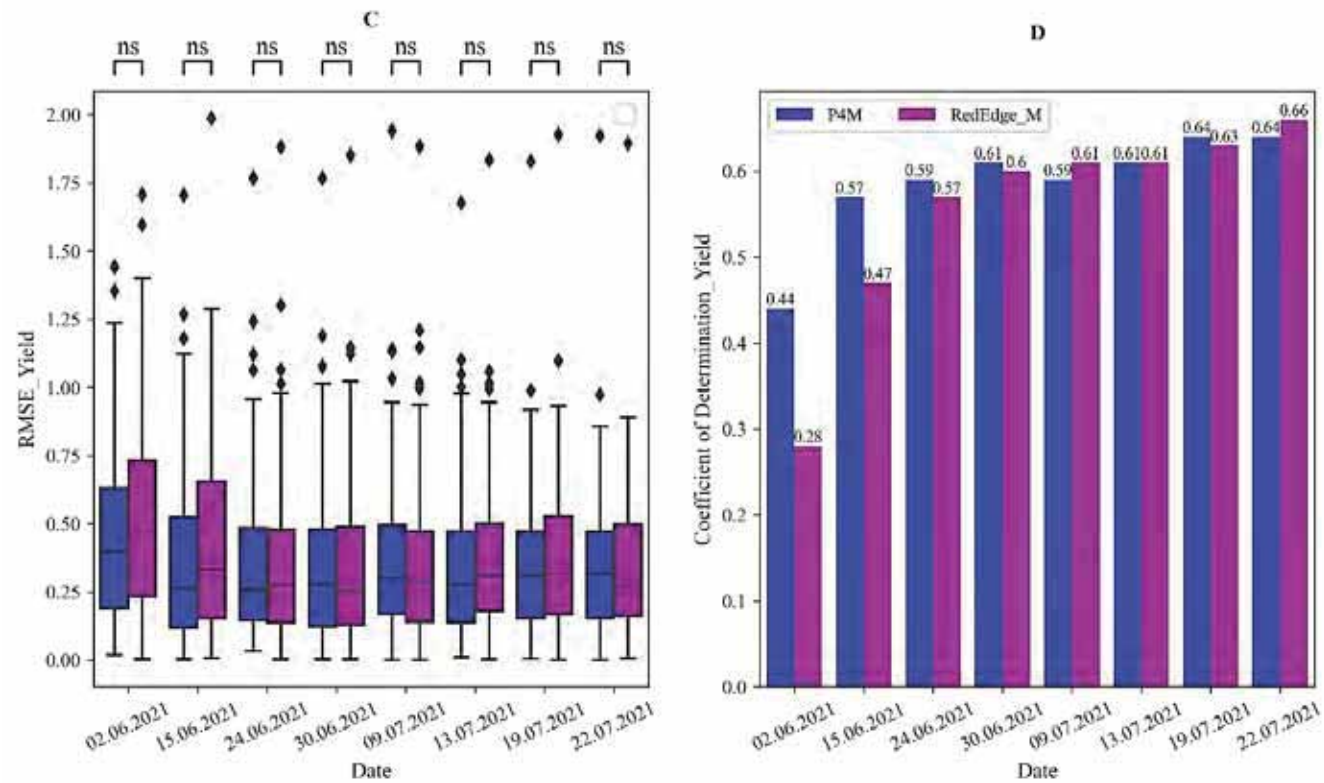 C
ns ns ns ns ns ns ns ns
RMSE_Yield
2.00
1.75
1.50
1.25
1.00
0.75
0.50
0.25
0.00
02.06.2021 15.06.2021 24.06.2021 30.06.2021 09.07.2021 13.07.2021 19.07.2021 22.07.2021
Date
D
P4M RedEdge_M
Coefficient of Determination_Yield
0.6
0.5
0.4
0.3
0.2
0.1
0.0
0.44 0.28 0.57 0.47 0.59 0.57 0.61 0.6 0.59 0.61 0.61 0.61 0.64 0.63 0.64 0.66
02.06.2021 15.06.2021 24.06.2021 30.06.2021 09.07.2021 13.07.2021 19.07.2021 22.07.2021
Date